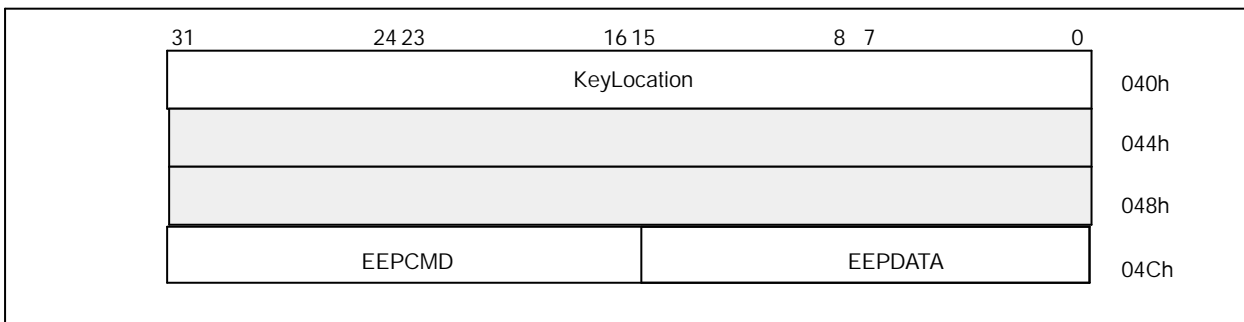 31 24 23 16 15 8 7 0
KeyLocation 040h
044h
048h
EEPCMD EEPDATA 04Ch